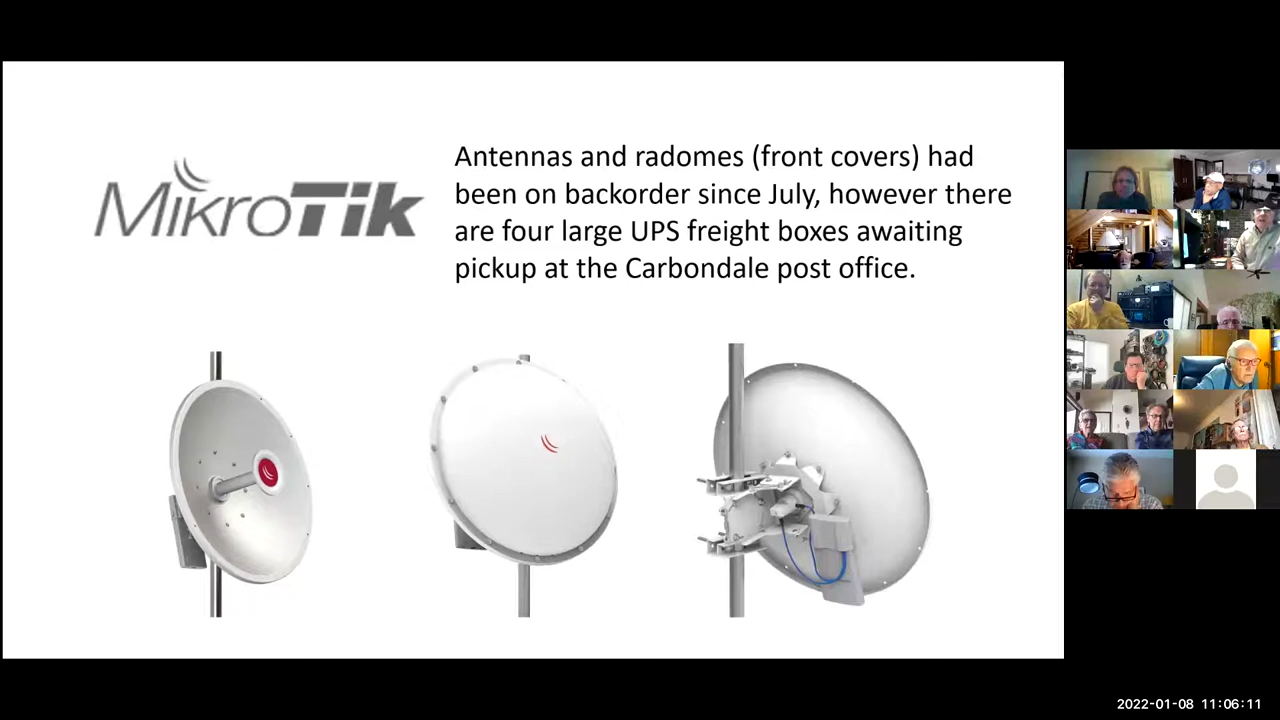 MikroTik
Antennas and radomes (front covers) had
been on backorder since July, however there
are four large UPS freight boxes awaiting
pickup at the Carbondale post office.
2022-01-08 11:06:11